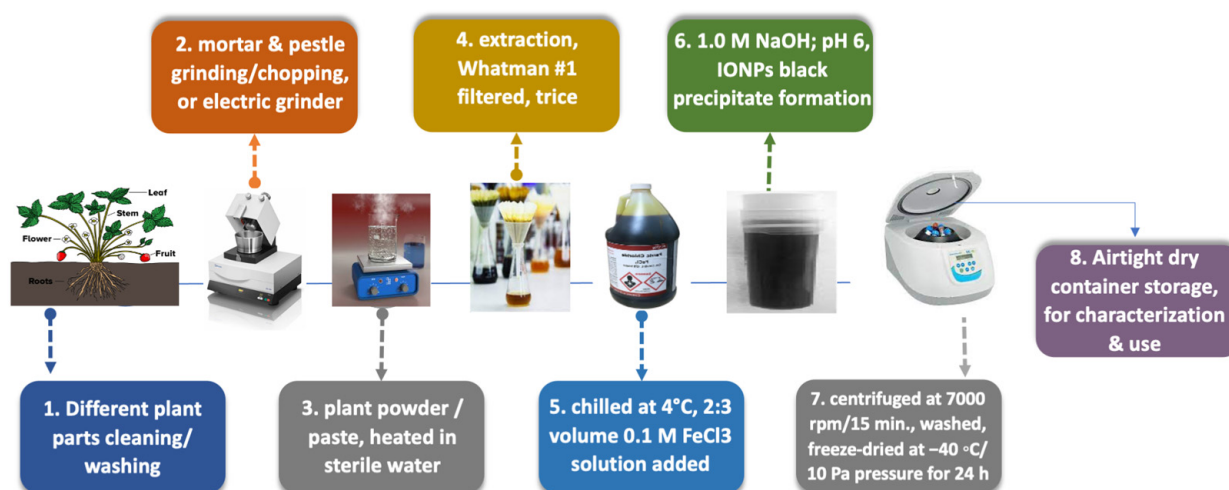 2. mortar & pestle
grinding/chopping,
or electric grinder
4. extraction,
Whatman #1
filtered, trice
6. 1.0 M NaOH; pH 6,
IONPs black
precipitate formation
Leaf
Stem
Flower
Fruit
Roots
8. Airtight dry
container storage,
for characterization
& use
1. Different plant
parts cleaning/
washing
3. plant powder /
paste, heated in
sterile water
5. chilled at 4°C, 2:3
volume 0.1 M FeCl3
solution added
7. centrifuged at 7000
rpm/15 min., washed,
freeze-dried at −40 ∘C/
10 Pa pressure for 24 h